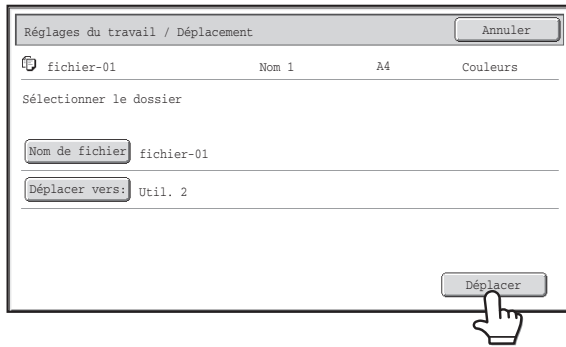 Réglages du travail / Déplacement Annuler
fichier-01 Nom 1 A4 Couleurs
Sélectionner le dossier
Nom de fichier fichier-01
Déplacer vers: Util. 2
Déplacer